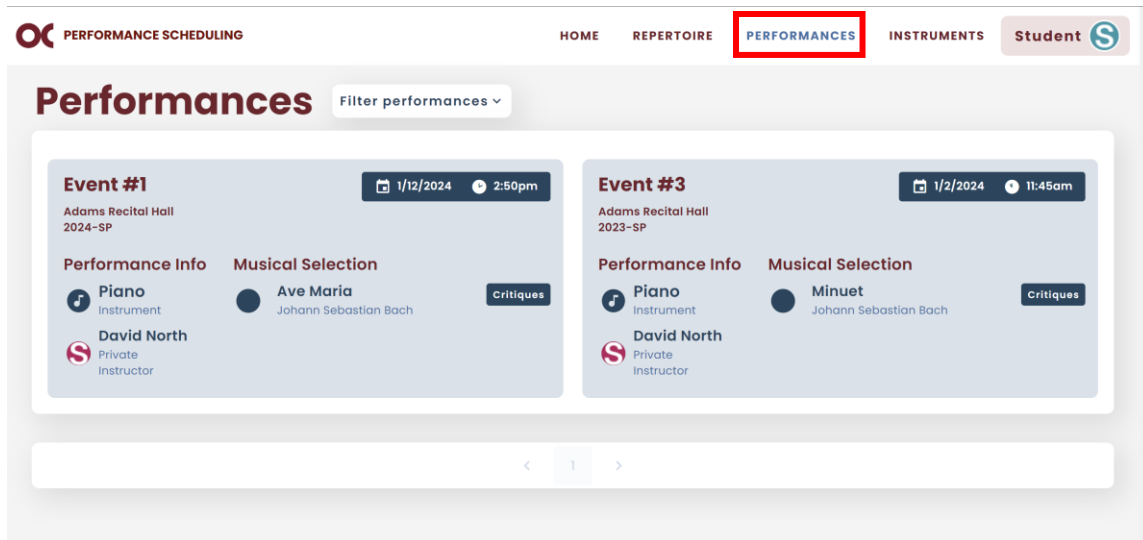 OC PERFORMANCE SCHEDULING
HOME REPERTOIRE PERFORMANCES INSTRUMENTS Student S
Performances Filter performances
Event #1 1/12/2024 2:50pm
Adams Recital Hall
2024-SP
Performance Info Musical Selection
Piano Ave Maria Critiques
Instrument Johann Sebastian Bach
David North
S Private
Instructor
Event #3 1/2/2024 11:45am
Adams Recital Hall
2023-SP
Performance Info Musical Selection
Piano Minuet Critiques
Instrument Johann Sebastian Bach
David North
S Private
Instructor
< 1 >